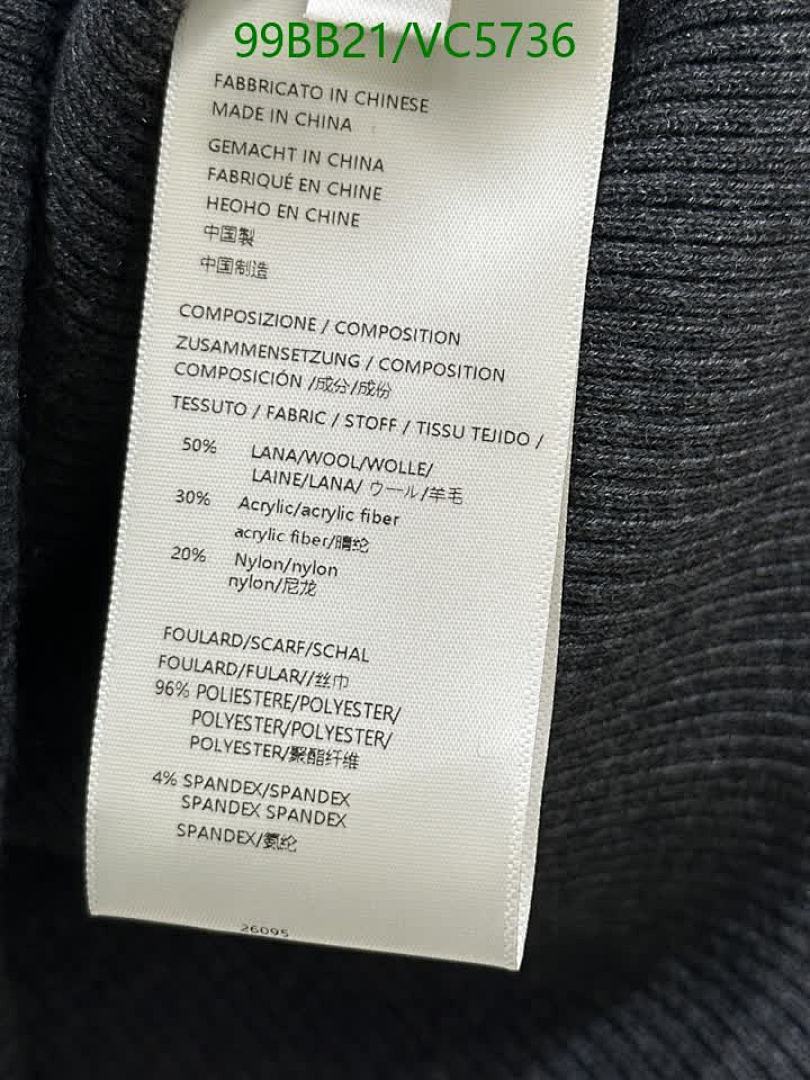 99BB21/VC5736
FABBRICATO IN CHINESE
MADE IN CHINA
GEMACHT IN CHINA
FABRIQUÉ EN CHINE
HEOHO EN CHINE
中国製
中国制造
COMPOSIZIONE / COMPOSITION
ZUSAMMENSETZUNG / COMPOSITION
COMPOSICIÓN /成分/成份
TESSUTO / FABRIC / STOFF / TISSU TEJIDO /
50% LANA/WOOL/WOLLE/
LAINE/LANA/ ウール/羊毛
30% Acrylic/acrylic fiber
acrylic fiber/晴纶
20% Nylon/nylon
nylon/尼龙
FOULARD/SCARF/SCHAL
FOULARD/FULAR//丝巾
96% POLIESTERE/POLYESTER/
POLYESTER/POLYESTER/
POLYESTER/聚酯纤维
4% SPANDEX/SPANDEX
SPANDEX SPANDEX
SPANDEX/氨纶
26095